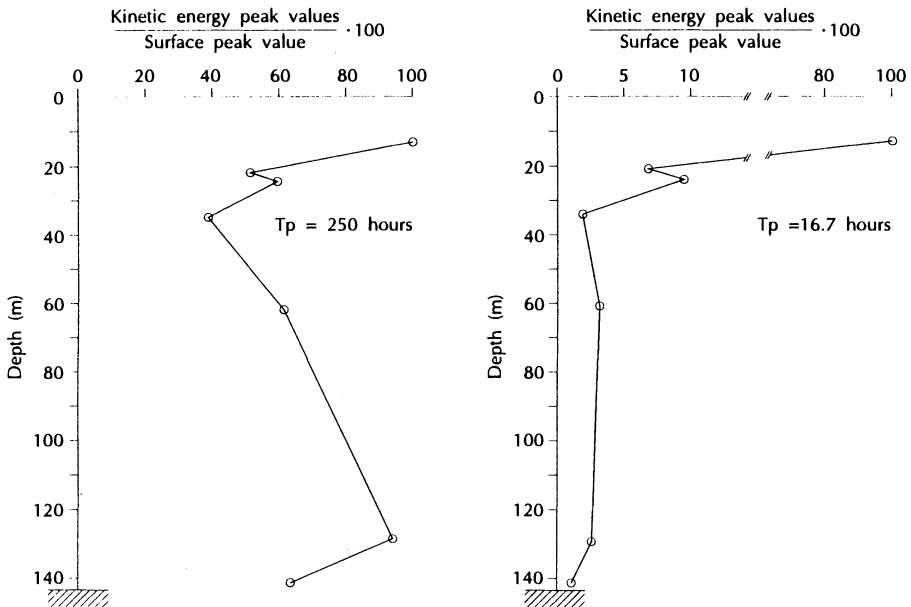 Kinetic energy peak values
Surface peak value
· 100
0 20 40 60 80 100
0
20
40
60
80
100
120
140
Depth (m)
Tp = 250 hours
Kinetic energy peak values
Surface peak value
· 100
0 5 10 80 100
0
20
40
60
80
100
120
140
Depth (m)
Tp =16.7 hours